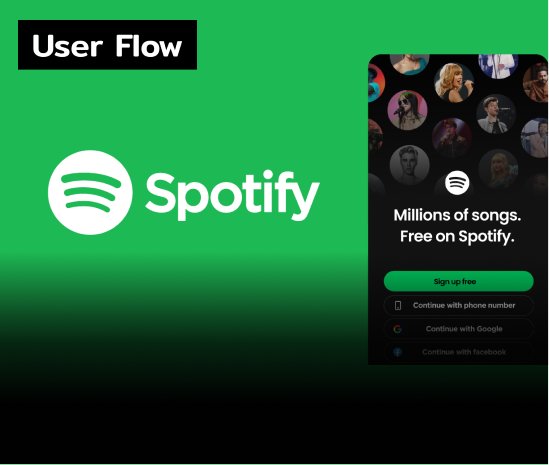 User Flow
Spotify
Millions of songs.
Free on Spotify.
Sign up free
Continue with phone number
Continue with Google
Continue with facebook